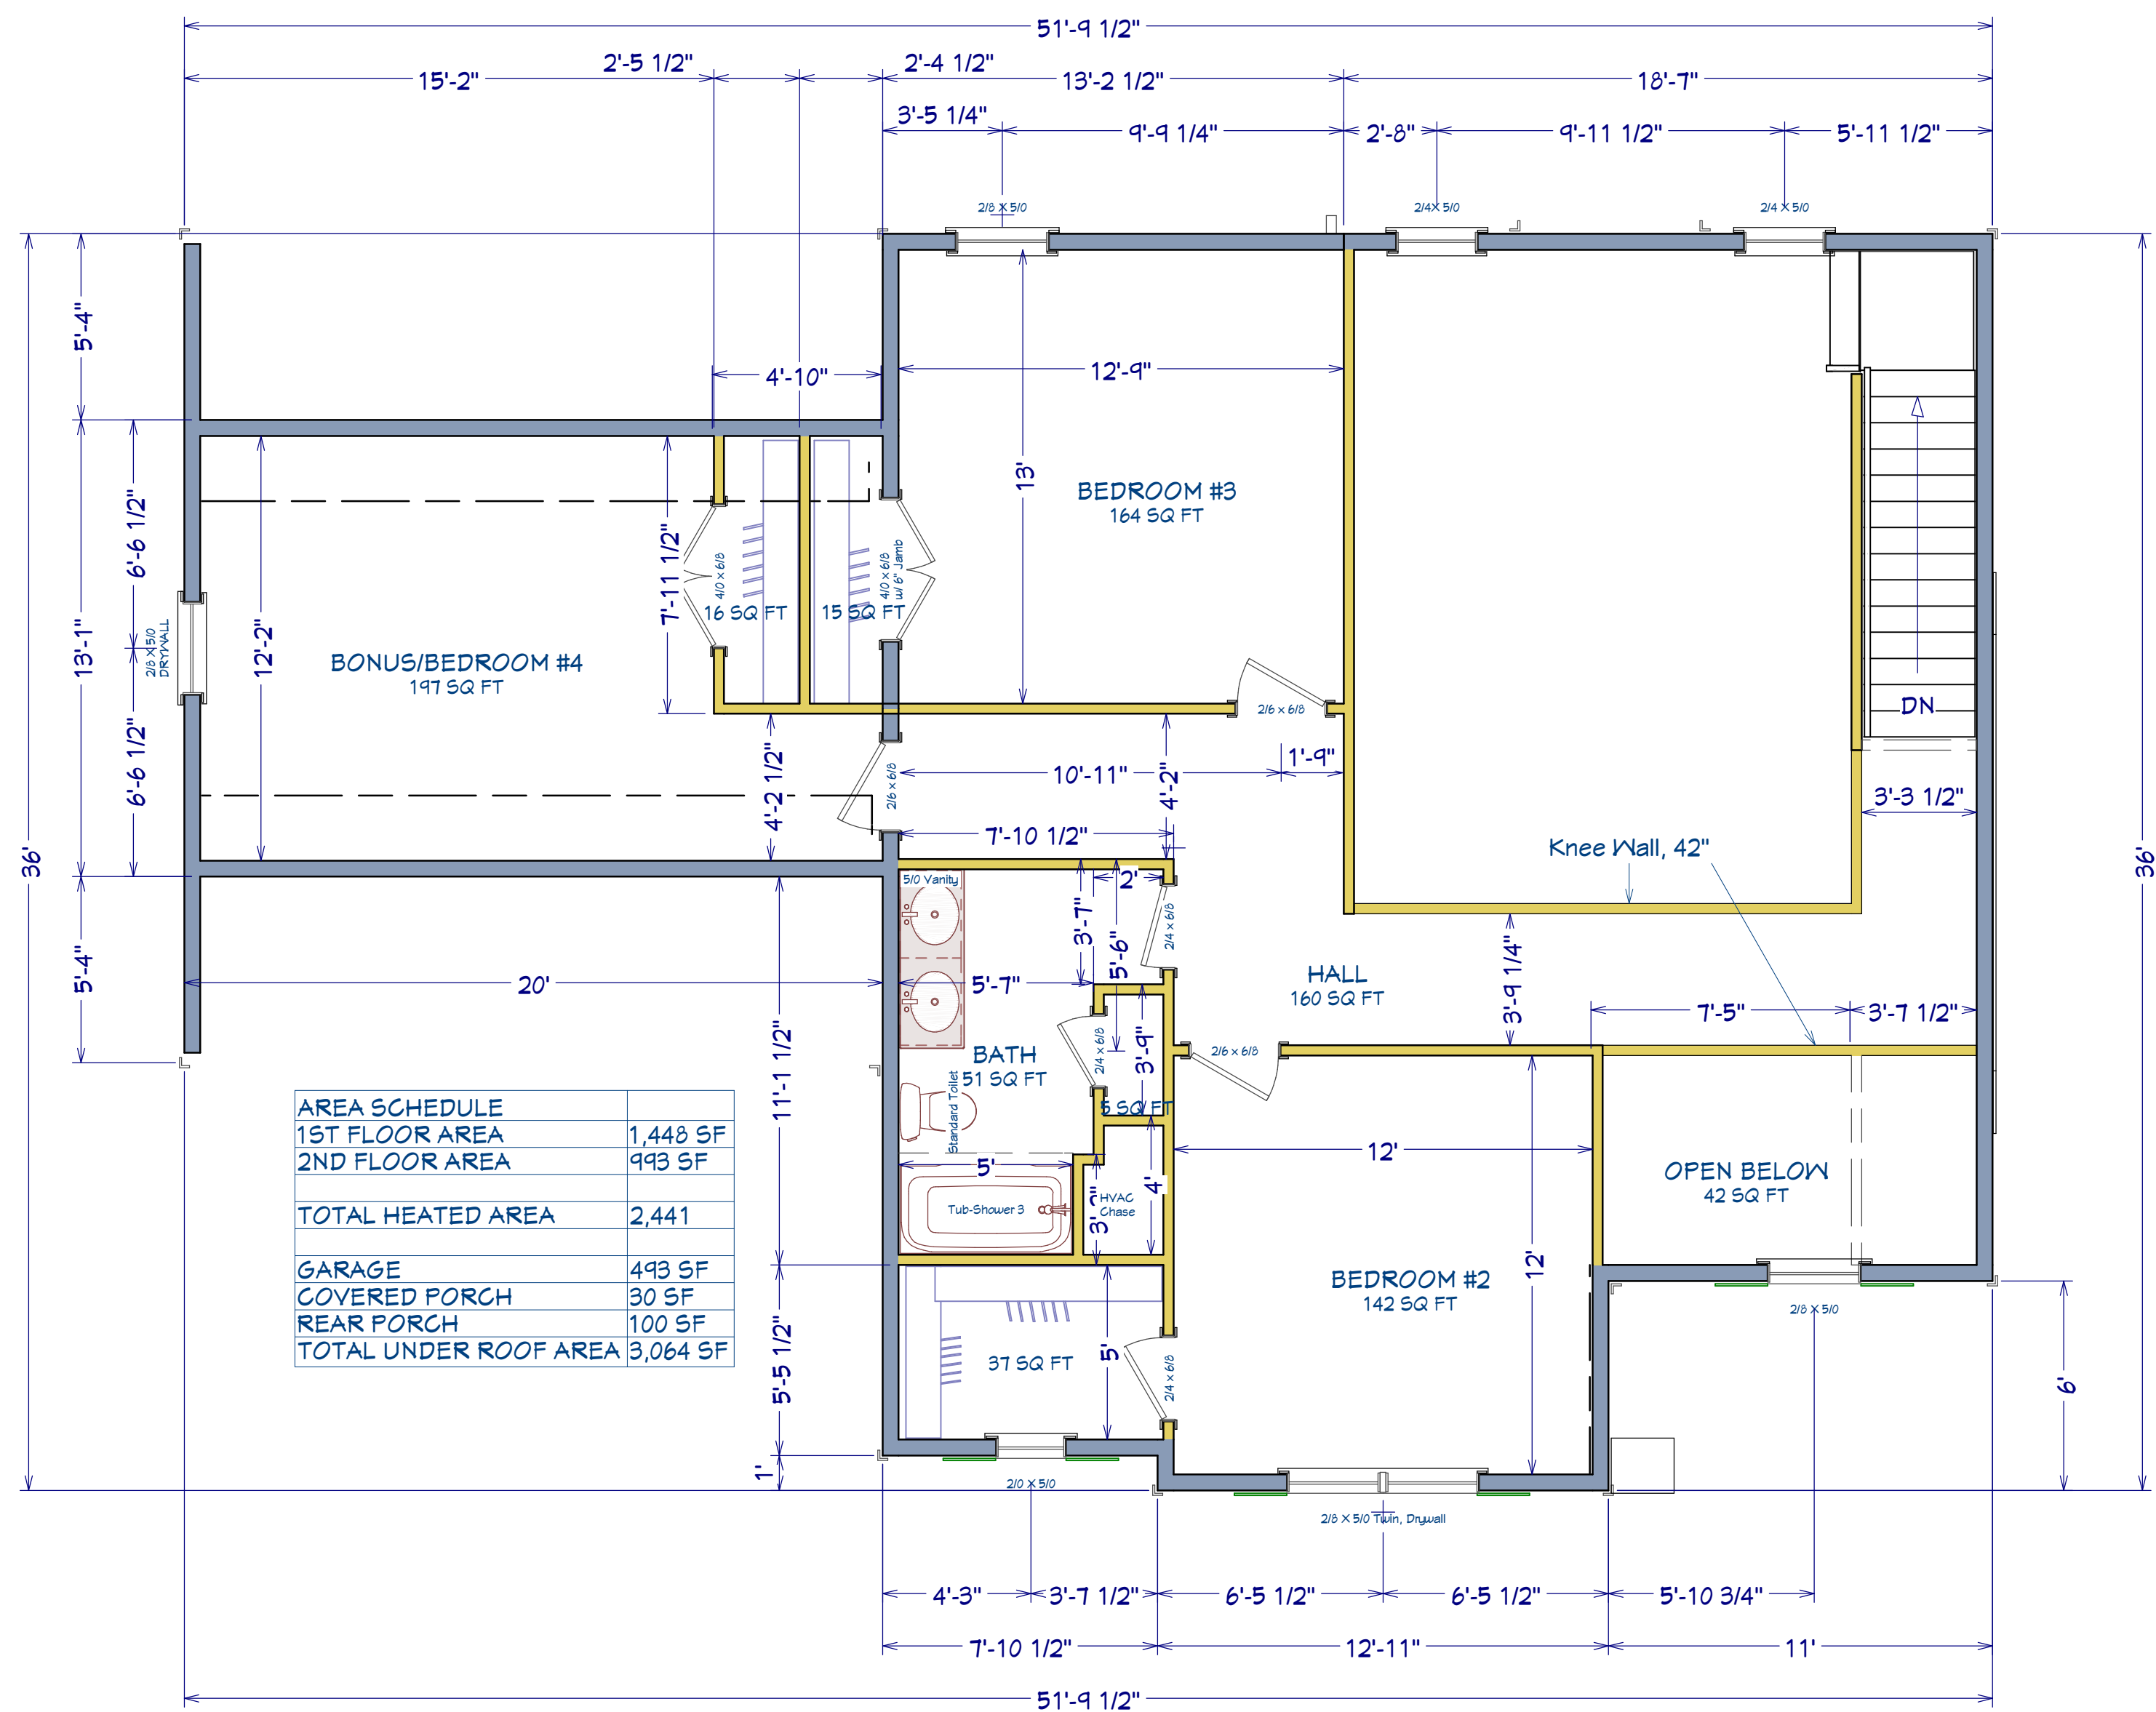 51'-9 1/2"
15'-2"
2'-5 1/2"
2'-4 1/2"
13'-2 1/2"
18'-7"
3'-5 1/4"
9'-9 1/4"
2'-8"
9'-11 1/2"
5'-11 1/2"
2/8 X 5/0
2/4 X 5/0
2/4 X 5/0
36'
5'-4"
13'-1"
5'-4"
6'-6 1/2"
6'-6 1/2"
2/8 X 5/0
DRYWALL
12'-2"
BONUS/BEDROOM #4
197 SQ FT
4'-10"
7'-11 1/2"
4/0 x 6/8
16 SQ FT
15 SQ FT
4/0 x 6/8
w/ 6" Jamb
12'-9"
13'
BEDROOM #3
164 SQ FT
2/6 x 6/8
DN
3'-3 1/2"
Knee Wall, 42"
4'-2 1/2"
2/6 x 6/8
10'-11"
1'-9"
4'-2"
7'-10 1/2"
5/0 Vanity
2'
3'-7"
5'-6"
2/4 x 6/8
20'
5'-7"
HALL
160 SQ FT
3'-9 1/4"
7'-5"
3'-7 1/2"
BATH
51 SQ FT
2/4 x 6/8
3'-9"
5 SQ FT
Standard Toilet
2/6 x 6/8
11'-1 1/2"
5'
Tub-Shower 3
HVAC
Chase
4'
12'
12'
OPEN BELOW
42 SQ FT
2/8 X 5/0
BEDROOM #2
142 SQ FT
5'-5 1/2"
37 SQ FT
5'
2/4 x 6/8
1'
6'
36'
2/0 X 5/0
2/8 X 5/0 Twin, Drywall
AREA SCHEDULE
1ST FLOOR AREA 1,448 SF
2ND FLOOR AREA 993 SF
TOTAL HEATED AREA 2,441
GARAGE 493 SF
COVERED PORCH 30 SF
REAR PORCH 100 SF
TOTAL UNDER ROOF AREA 3,064 SF
4'-3"
3'-7 1/2"
6'-5 1/2"
6'-5 1/2"
5'-10 3/4"
7'-10 1/2"
12'-11"
11'
51'-9 1/2"